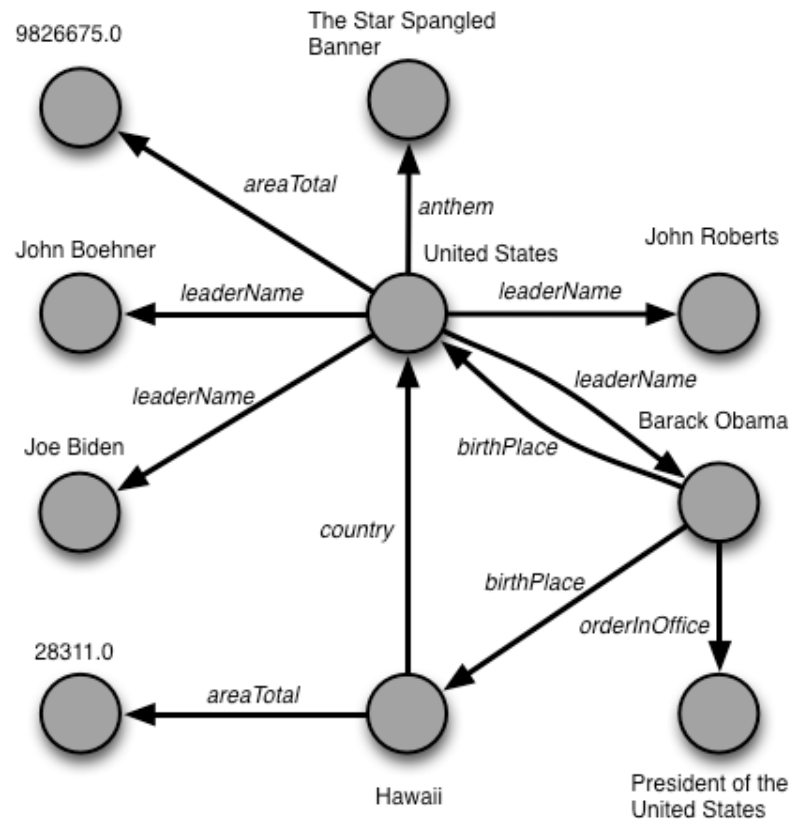 9826675.0
The Star Spangled
Banner
areaTotal
anthem
John Boehner
United States
John Roberts
leaderName
leaderName
leaderName
leaderName
Barack Obama
Joe Biden
birthPlace
country
birthPlace
orderInOffice
28311.0
areaTotal
Hawaii
President of the
United States